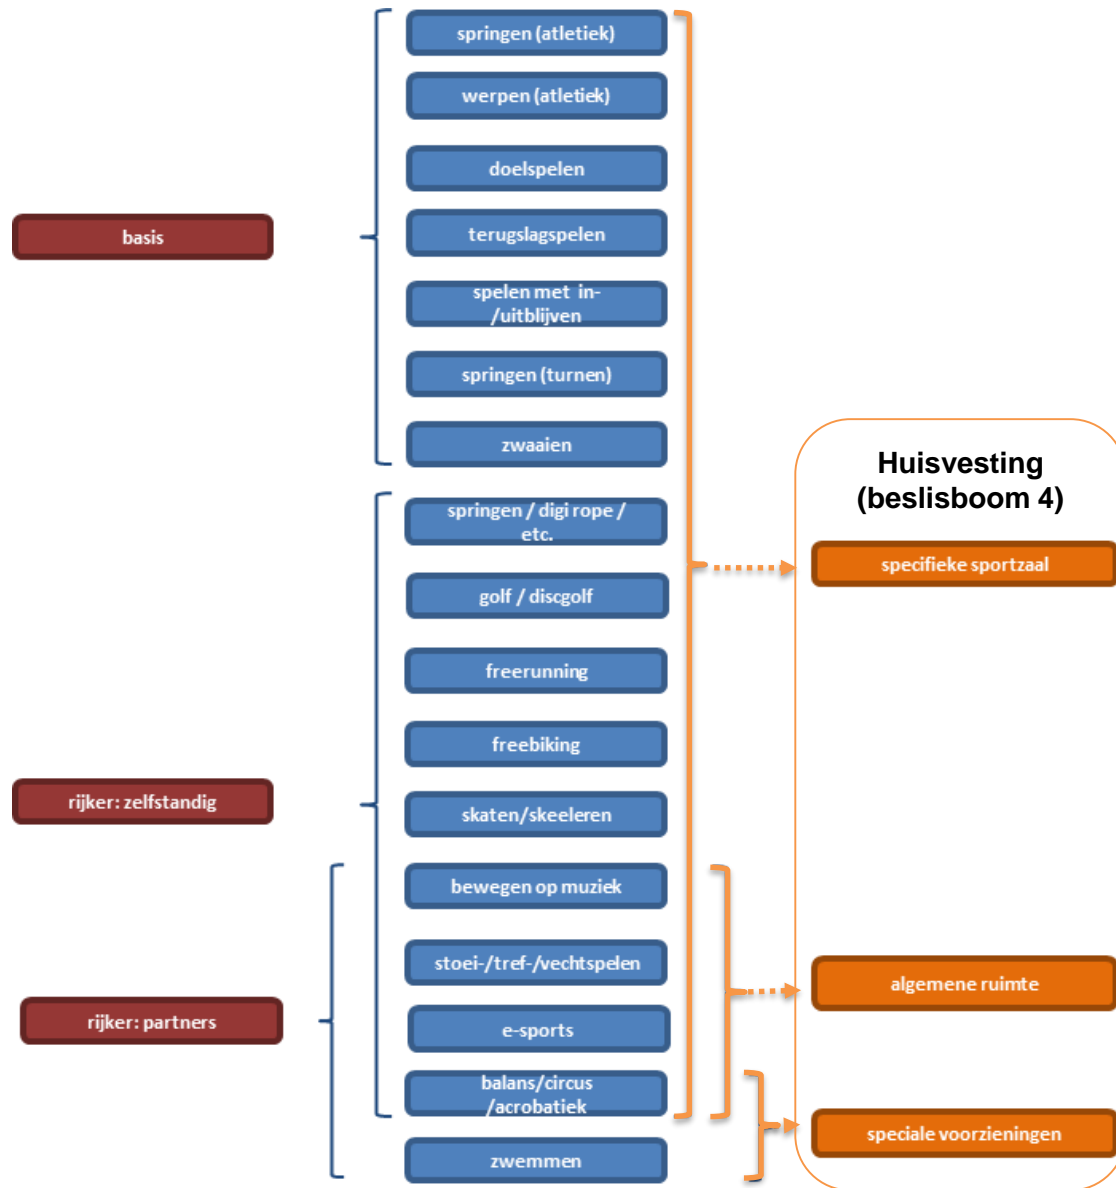 springen (atletiek)
werpen (atletiek)
doelspelen
basis
terugslagspelen
spelen met in-
/uitblijven
springen (turnen)
zwaaien
Huisvesting
(beslisboom 4)
springen / digi rope /
etc.
specifieke sportzaal
golf / discgolf
freerunning
freebiking
rijker: zelfstandig
skaten/skeeleren
bewegen op muziek
stoei-/tref-/vechtspelen
algemene ruimte
rijker: partners
e-sports
balans/circus
/acrobatiek
speciale voorzieningen
zwemmen